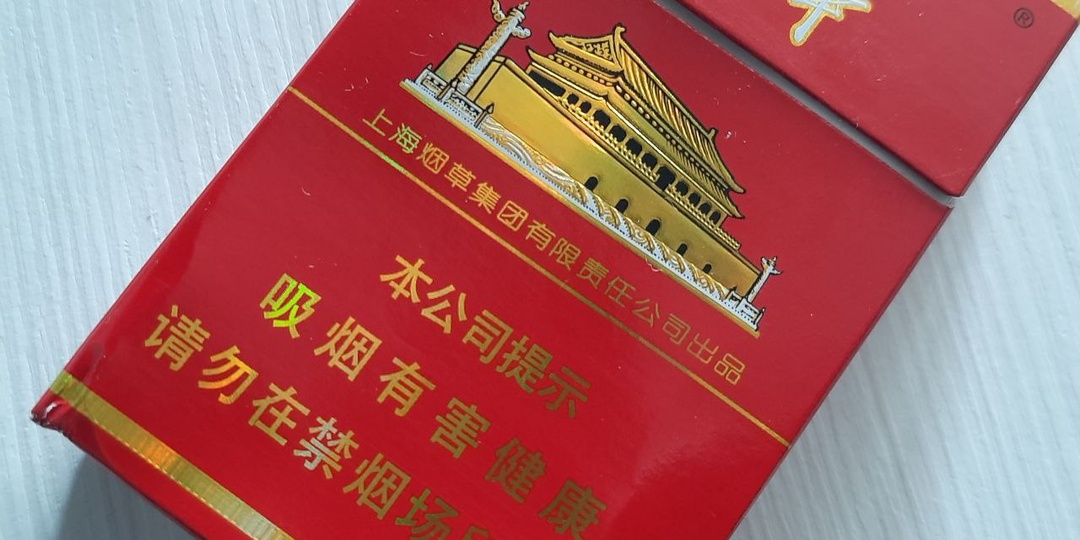 ®
上海烟草集团有限责任公司出品
本公司提示
吸烟有害健康
请勿在禁烟场